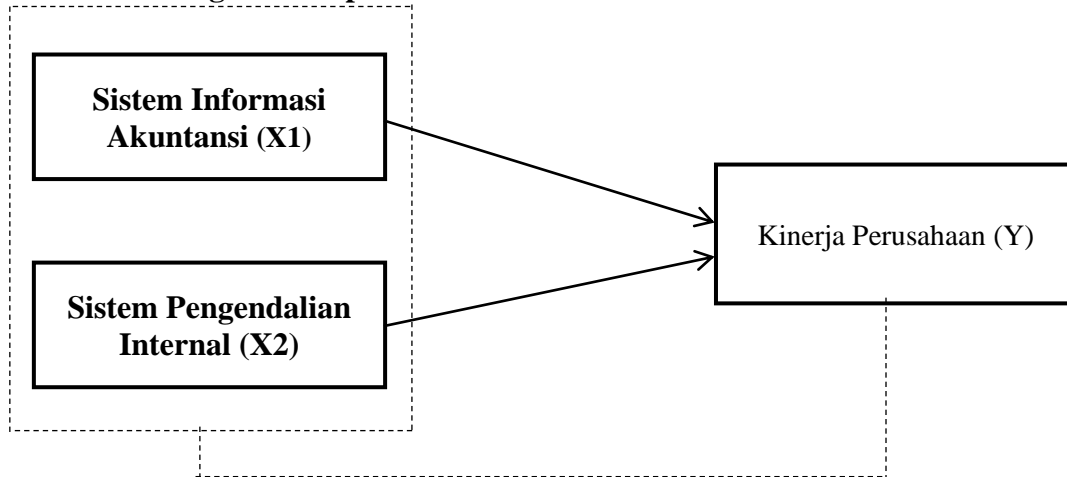 Sistem Informasi
Akuntansi (X1)
Kinerja Perusahaan (Y)
Sistem Pengendalian
Internal (X2)